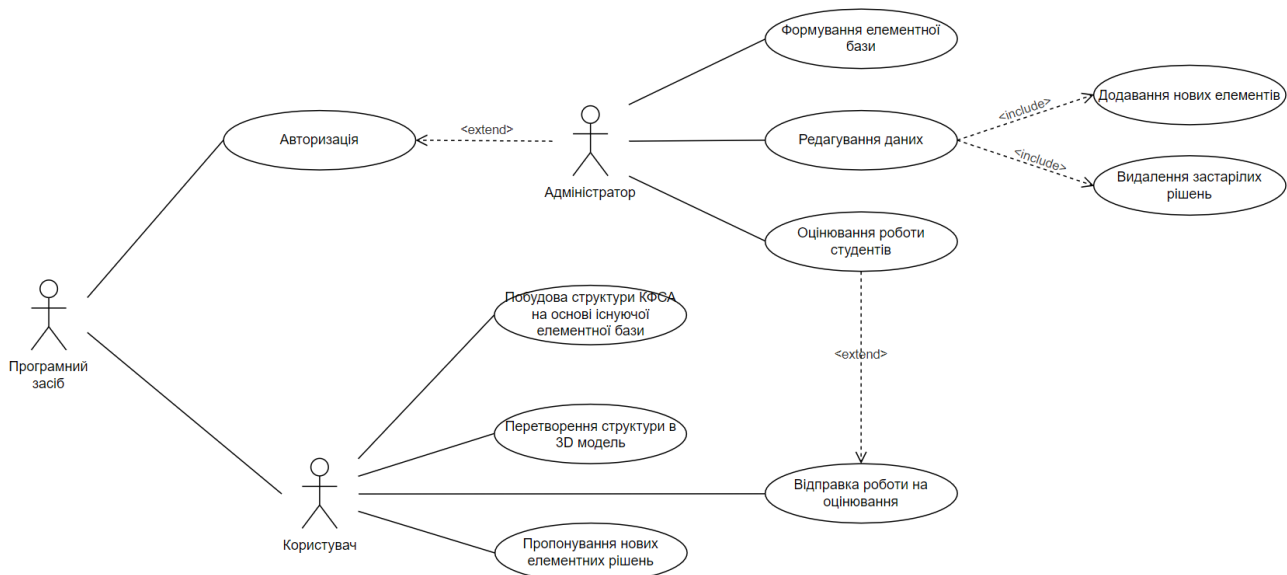 Формування елементної
бази
Додавання нових елементів
<include>
Авторизація
<extend>
Адміністратор
Редагування даних
<include>
Видалення застарілих
рішень
Оцінювання роботи
студентів
Програмний
засіб
Побудова структури КФСА
на основі існуючої
елементної бази
<extend>
Перетворення структури в
3D модель
Користувач
Відправка роботи на
оцінювання
Пропонування нових
елементних рішень